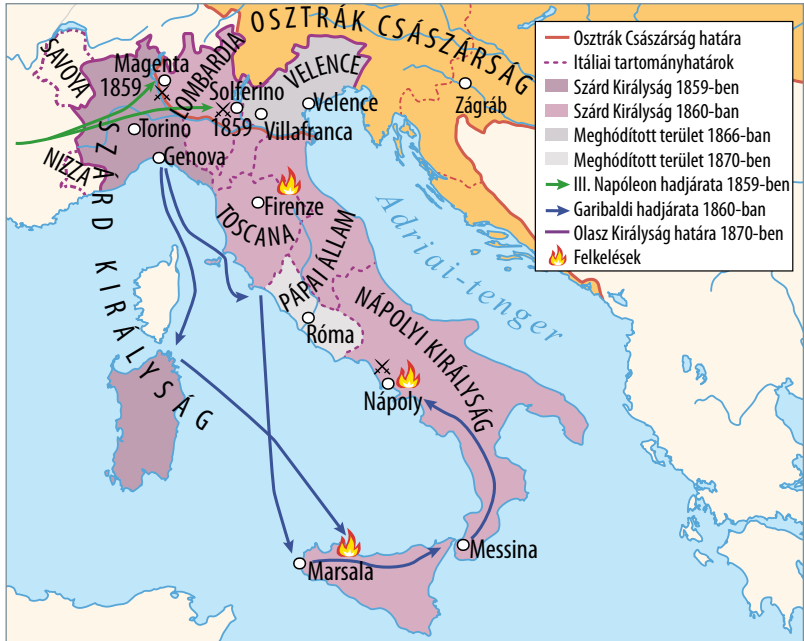 OSZTRÁK CSÁSZÁRSÁG
SAVOYA
Magenta
1859
LOMBARDIA
Solferino
1859
VELENCE
Velence
Villafranca
Zágráb
Torino
Genova
NIZZA
SZÁRD KIRÁLYSÁG
Firenze
TOSCANA
PÁPAI ÁLLAM
Róma
NÁPOLYI KIRÁLYSÁG
Nápoly
Adriai-tenger
Messina
Marsala
Osztrák Császárság határa
Itáliai tartományhatárok
Szárd Királyság 1859-ben
Szárd Királyság 1860-ban
Meghódított terület 1866-ban
Meghódított terület 1870-ben
III. Napóleon hadjárata 1859-ben
Garibaldi hadjárata 1860-ban
Olasz Királyság határa 1870-ben
Felkelések